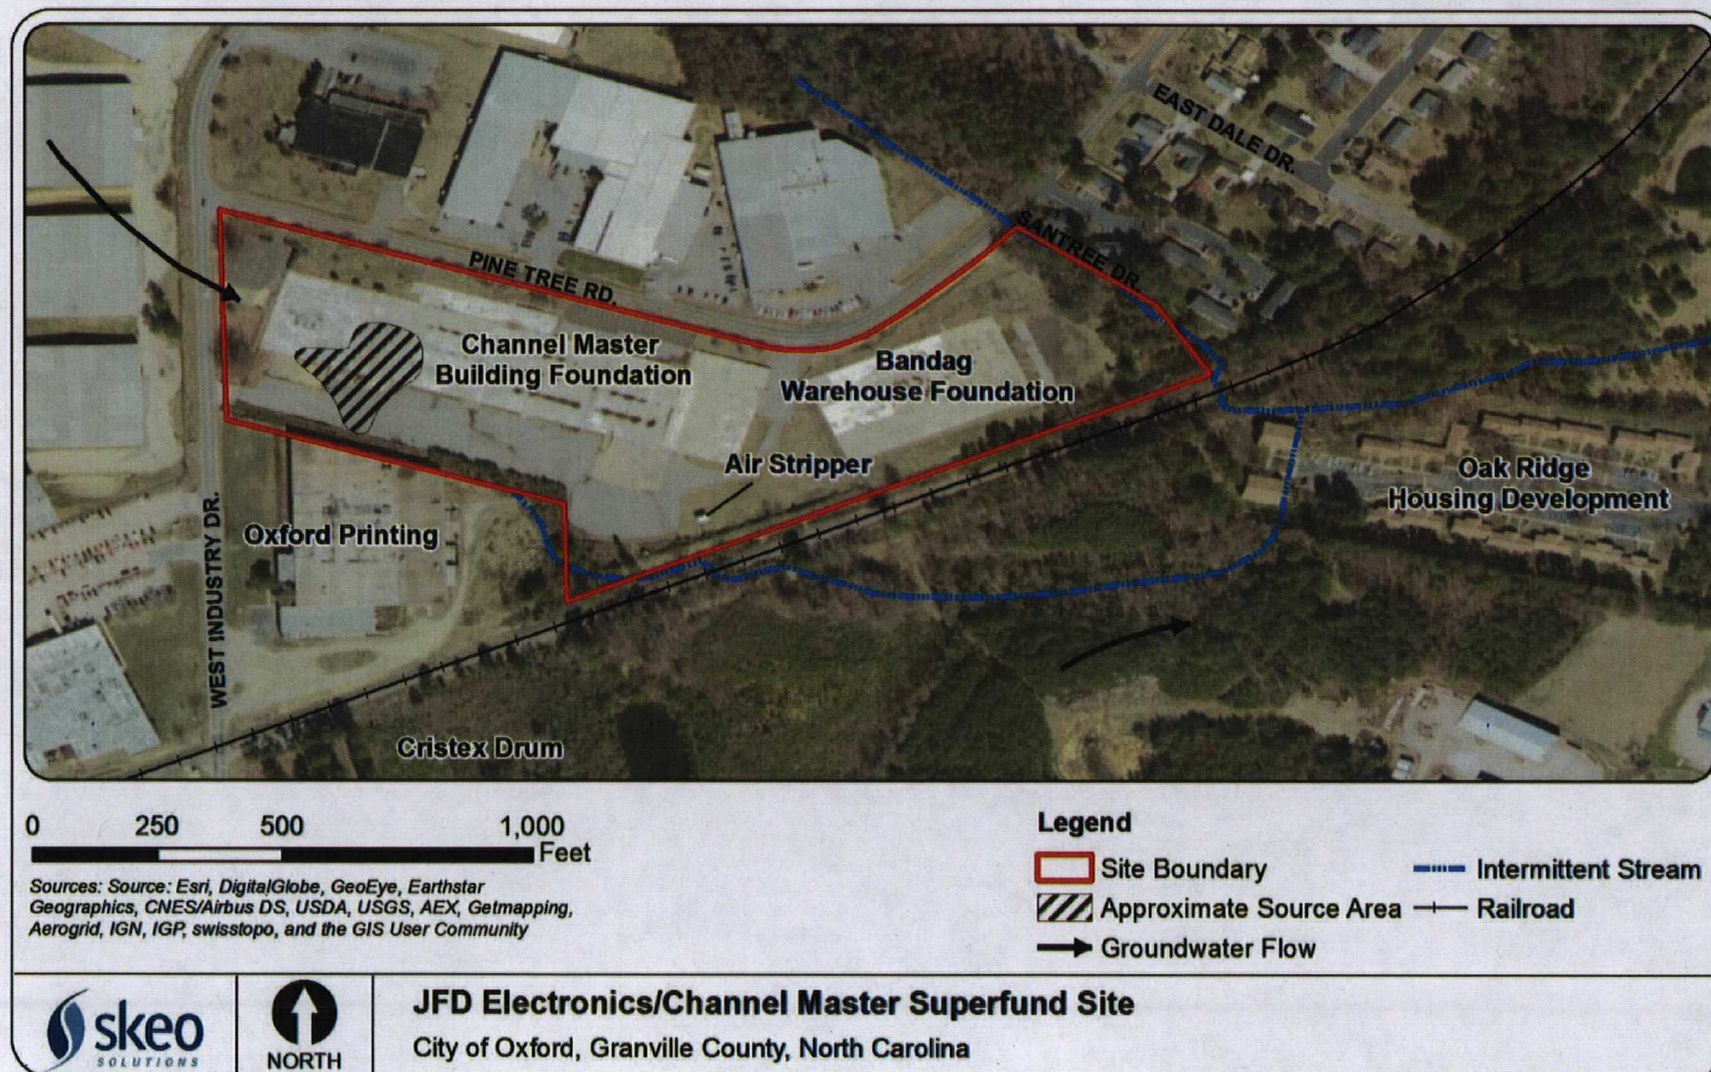 EAST DALE DR.
SANTREE DR.
PINE TREE RD.
Channel Master
Building Foundation
Bandag
Warehouse Foundation
Air Stripper
Oak Ridge
Housing Development
Oxford Printing
WEST INDUSTRY DR.
Cristex Drum
0 250 500 1,000
Feet
Sources: Source: Esri, DigitalGlobe, GeoEye, Earthstar
Geographics, CNES/Airbus DS, USDA, USGS, AEX, Getmapping,
Aerogrid, IGN, IGP, swisstopo, and the GIS User Community
Legend
Site Boundary
Intermittent Stream
Approximate Source Area
Railroad
Groundwater Flow
skeo
SOLUTIONS
NORTH
JFD Electronics/Channel Master Superfund Site
City of Oxford, Granville County, North Carolina